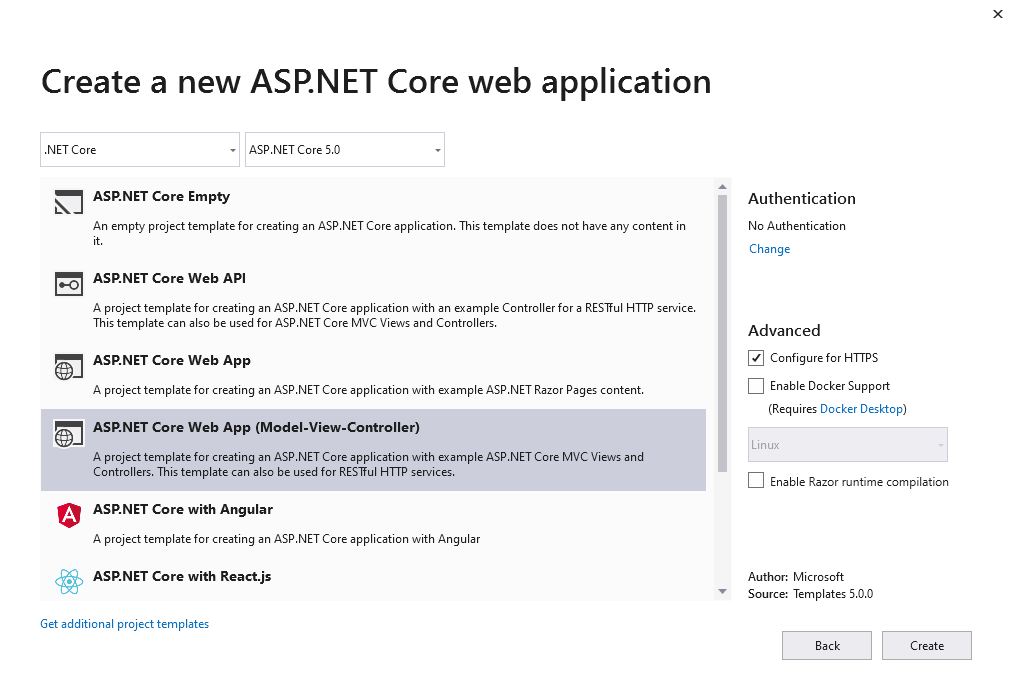 Create a new ASP.NET Core web application
.NET Core
ASP.NET Core 5.0
ASP.NET Core Empty
An empty project template for creating an ASP.NET Core application. This template does not have any content in
it.
ASP.NET Core Web API
A project template for creating an ASP.NET Core application with an example Controller for a RESTful HTTP service.
This template can also be used for ASP.NET Core MVC Views and Controllers.
ASP.NET Core Web App
A project template for creating an ASP.NET Core application with example ASP.NET Razor Pages content.
ASP.NET Core Web App (Model-View-Controller)
A project template for creating an ASP.NET Core application with example ASP.NET Core MVC Views and
Controllers. This template can also be used for RESTful HTTP services.
ASP.NET Core with Angular
A project template for creating an ASP.NET Core application with Angular
ASP.NET Core with React.js
Get additional project templates
Authentication
No Authentication
Change
Advanced
Configure for HTTPS
Enable Docker Support
(Requires Docker Desktop)
Linux
Enable Razor runtime compilation
Author: Microsoft
Source: Templates 5.0.0
Back
Create